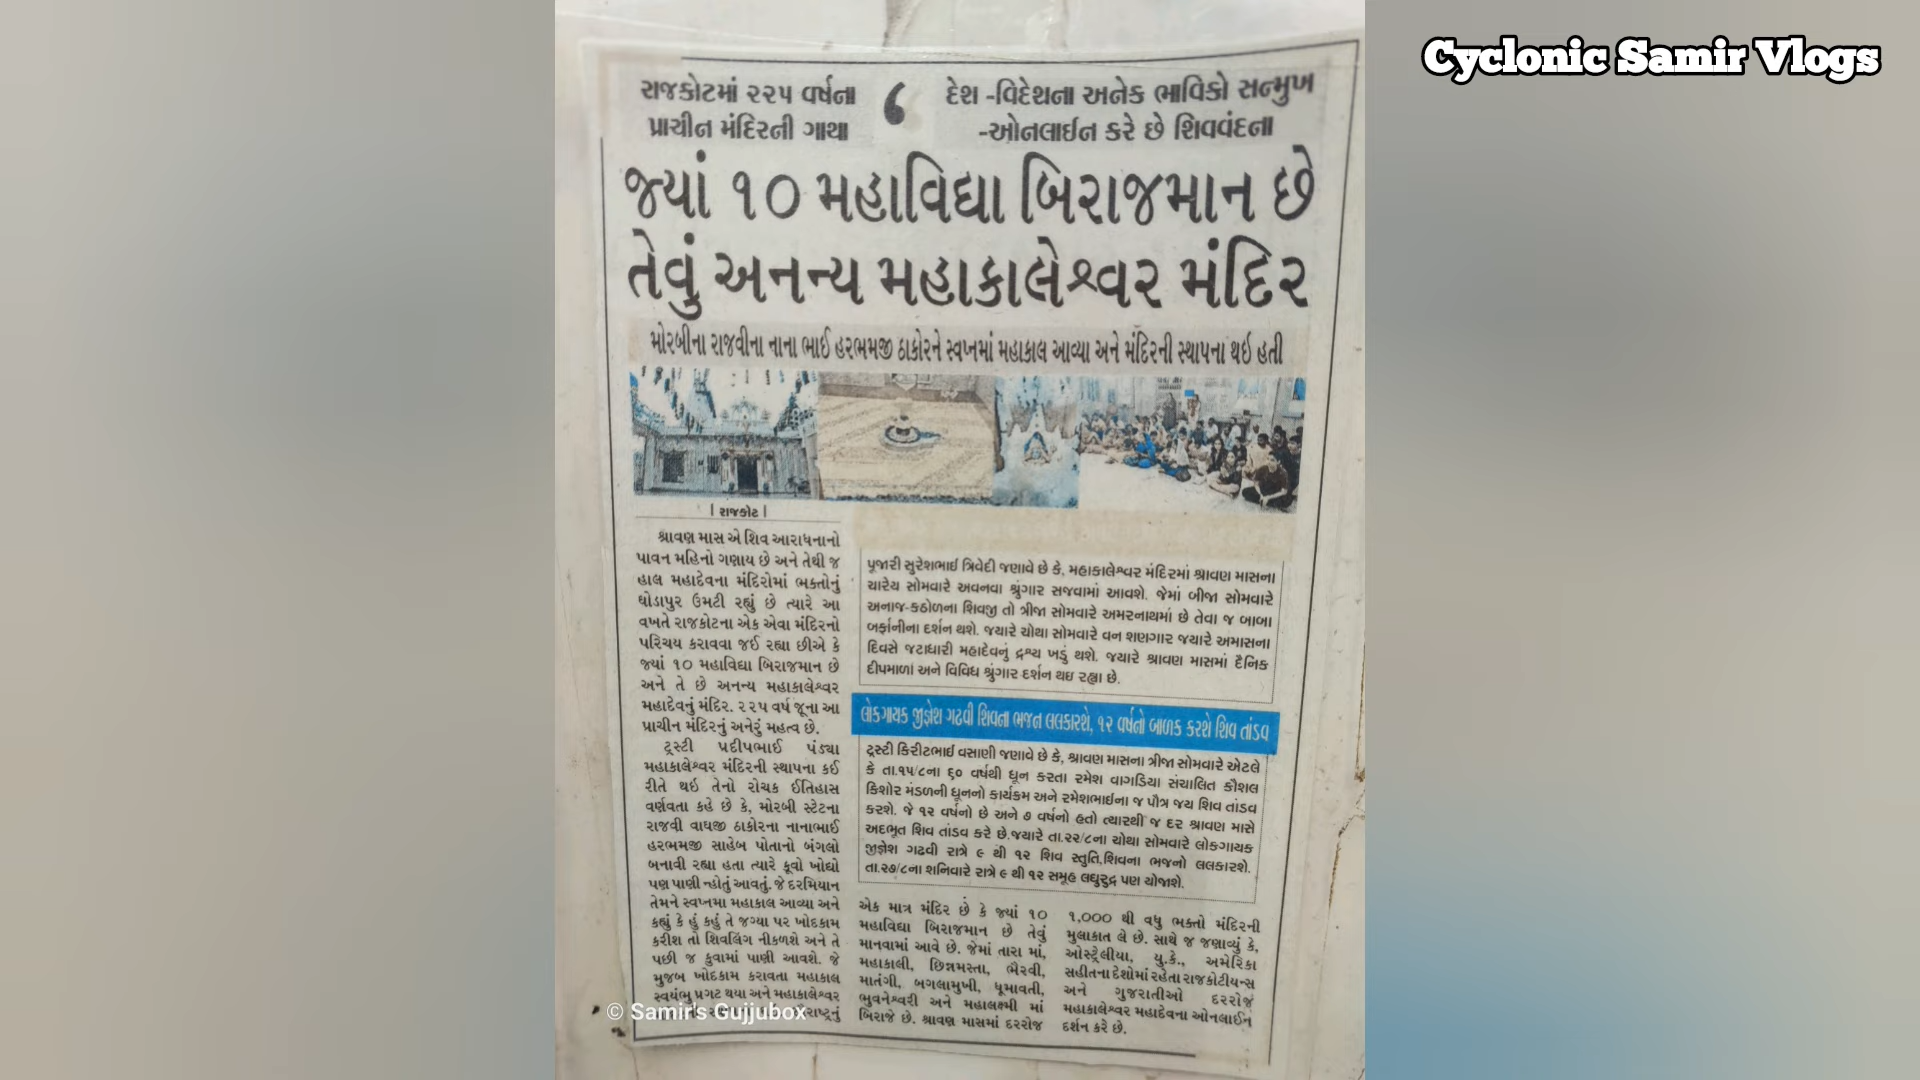 Cyclonic Samir Vlogs
રાજકોટમાં ૨૨૫ વર્ષના
પ્રાચીન મંદિરની ગાથા
દેશ -વિદેશના અનેક ભાવિકો સન્મુખ
-ઓનલાઈન કરે છે શિવવંદના
જ્યાં ૧૦ મહાવિદ્યા બિરાજમાન છે
તેવું અનન્ય મહાકાલેશ્વર મંદિર
મોરબીના રાજવીના નાના ભાઈ હરભમજી ઠાકોરને સ્વપ્નમાં મહાકાલ આવ્યા અને મંદિરની સ્થાપના થઇ હતી
। રાજકોટ ।
શ્રાવણ માસ એ શિવ આરાધનાનો
પાવન મહિનો ગણાય છે અને તેથી જ
હાલ મહાદેવના મંદિરોમાં ભક્તોનું
ઘોડાપુર ઉમટી રહ્યું છે ત્યારે આ
વખતે રાજકોટના એક એવા મંદિરનો
પરિચય કરાવવા જઈ રહ્યા છીએ કે
જ્યાં ૧૦ મહાવિદ્યા બિરાજમાન છે
અને તે છે અનન્ય મહાકાલેશ્વર
મહાદેવનું મંદિર. ૨૨૫ વર્ષ જૂના આ
પ્રાચીન મંદિરનું અનેરું મહત્વ છે.
ટ્રસ્ટી પ્રદીપભાઈ પંડ્યા
મહાકાલેશ્વર મંદિરની સ્થાપના કઈ
રીતે થઇ તેનો રોચક ઈતિહાસ
વર્ણવતા કહે છે કે, મોરબી સ્ટેટના
રાજવી વાઘજી ઠાકોરના નાનાભાઈ
હરભમજી સાહેબ પોતાનો બંગલો
બનાવી રહ્યા હતા ત્યારે કૂવો ખોદ્યો
પણ પાણી ન્હોતું આવતું. જે દરમિયાન
તેમને સ્વપ્નમા મહાકાલ આવ્યા અને
કહ્યું કે હું કહું તે જગ્યા પર ખોદકામ
કરીશ તો શિવલિંગ નીકળશે અને તે
પછી જ કુવામાં પાણી આવશે. જે
મુજબ ખોદકામ કરાવતા મહાકાલ
સ્વયંભુ પ્રગટ થયા અને મહાકાલેશ્વર
© Samir's Gujjubox
પૂજારી સુરેશભાઈ ત્રિવેદી જણાવે છે કે, મહાકાલેશ્વર મંદિરમાં શ્રાવણ માસના
ચારેય સોમવારે અવનવા શ્રુંગાર સજવામાં આવશે. જેમાં બીજા સોમવારે
અનાજ-કઠોળના શિવજી તો ત્રીજા સોમવારે અમરનાથમાં છે તેવા જ બાબા
બર્ફાનીના દર્શન થશે. જયારે ચોથા સોમવારે વન શણગાર જયારે અમાસના
દિવસે જટાધારી મહાદેવનું દ્રશ્ય ખડું થશે. જયારે શ્રાવણ માસમાં દૈનિક
દીપમાળા અને વિવિધ શ્રુંગાર દર્શન થઇ રહ્યા છે.
લોકગાયક જીજ્ઞેશ ગઢવી શિવના ભજન લલકારશે, ૧૨ વર્ષનો બાળક કરશે શિવ તાંડવ
ટ્રસ્ટી કિરીટભાઈ વસાણી જણાવે છે કે, શ્રાવણ માસના ત્રીજા સોમવારે એટલે
કે તા.૧૫/૮ના ૬૦ વર્ષથી ધૂન કરતા રમેશ વાગડિયા સંચાલિત કૌશલ
કિશોર મંડળની ધૂનનો કાર્યક્રમ અને રમેશભાઈના જ પૌત્ર જય શિવ તાંડવ
કરશે. જે ૧૨ વર્ષનો છે અને ૭ વર્ષનો હતો ત્યારથી જ દર શ્રાવણ માસે
અદભૂત શિવ તાંડવ કરે છે.જયારે તા.૨૨/૮ના ચોથા સોમવારે લોકગાયક
જીજ્ઞેશ ગઢવી રાત્રે ૯ થી ૧૨ શિવ સ્તુતિ,શિવના ભજનો લલકારશે.
તા.૨૭/૮ના શનિવારે રાત્રે ૯ થી ૧૨ સમૂહ લઘુરુદ્ર પણ યોજાશે.
એક માત્ર મંદિર છે કે જ્યાં ૧૦
મહાવિદ્યા બિરાજમાન છે તેવું
માનવામાં આવે છે. જેમાં તારા માં,
મહાકાલી, છિન્નમસ્તા, ભૈરવી,
માતંગી, બગલામુખી, ધૂમાવતી,
ભુવનેશ્વરી અને મહાલક્ષ્મી માં
બિરાજે છે. શ્રાવણ માસમાં દરરોજ
૧,૦૦૦ થી વધુ ભક્તો મંદિરની
મુલાકાત લે છે. સાથે જ જણાવ્યું કે,
ઓસ્ટ્રેલીયા, યુ.કે., અમેરિકા
સહીતના દેશોમાં રહેતા રાજકોટીયન્સ
અને ગુજરાતીઓ દરરોજ
મહાકાલેશ્વર મહાદેવના ઓનલાઈન
દર્શન કરે છે.